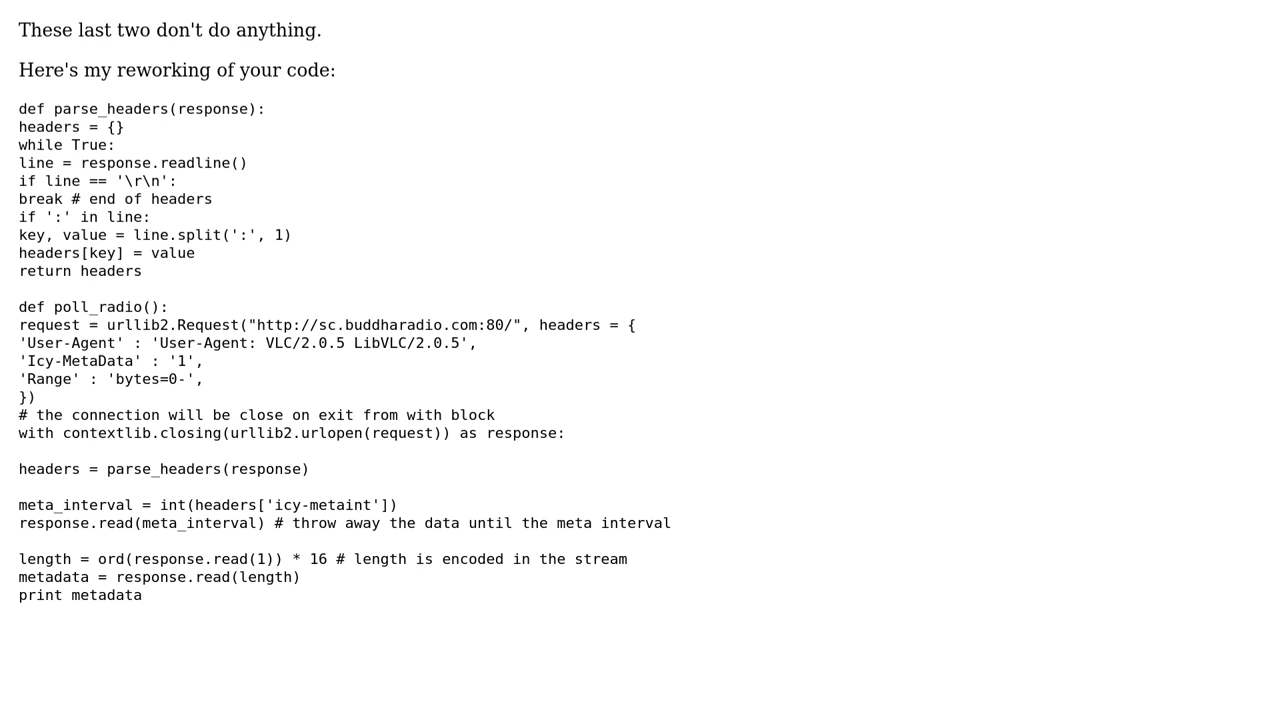 These last two don't do anything.
Here's my reworking of your code:
def parse_headers(response):
headers = {}
while True:
line = response.readline()
if line == '\r\n':
break # end of headers
if ':' in line:
key, value = line.split(':', 1)
headers[key] = value
return headers
def poll_radio():
request = urllib2.Request("http://sc.buddharadio.com:80/", headers = {
'User-Agent' : 'User-Agent: VLC/2.0.5 LibVLC/2.0.5',
'Icy-MetaData' : '1',
'Range' : 'bytes=0-',
})
# the connection will be close on exit from with block
with contextlib.closing(urllib2.urlopen(request)) as response:
headers = parse_headers(response)
meta_interval = int(headers['icy-metaint'])
response.read(meta_interval) # throw away the data until the meta interval
length = ord(response.read(1)) * 16 # length is encoded in the stream
metadata = response.read(length)
print metadata